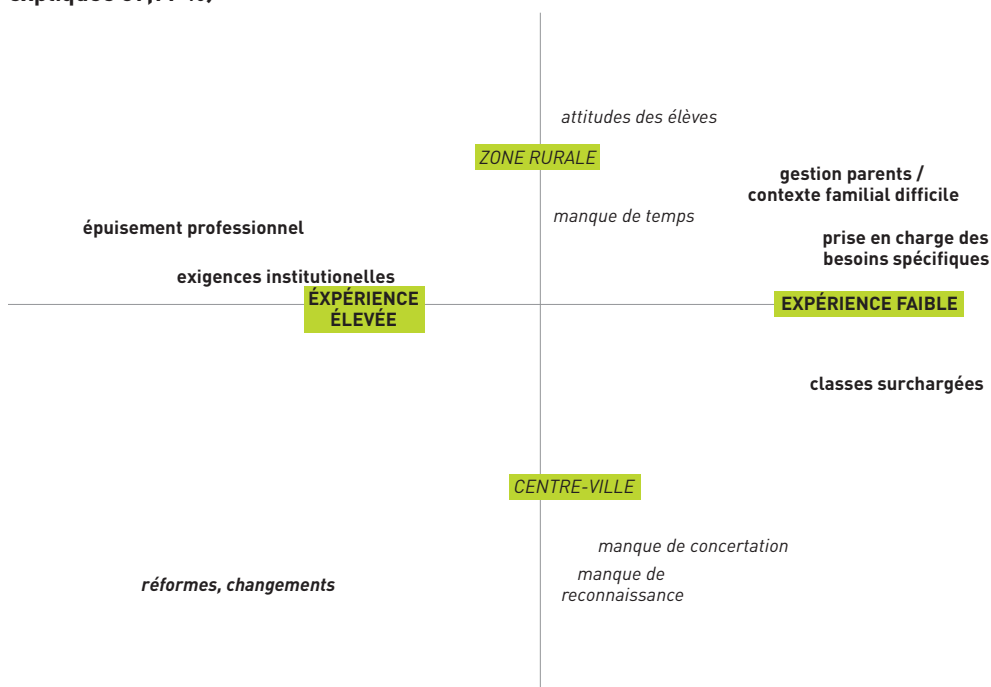 attitudes des élèves
ZONE RURALE
gestion parents /
contexte familial difficile
manque de temps
épuisement professionnel
prise en charge des
besoins spécifiques
exigences institutionelles
ÉXPÉRIENCE
ÉLEVÉE
EXPÉRIENCE FAIBLE
classes surchargées
CENTRE-VILLE
manque de concertation
manque de
reconnaissance
réformes, changements